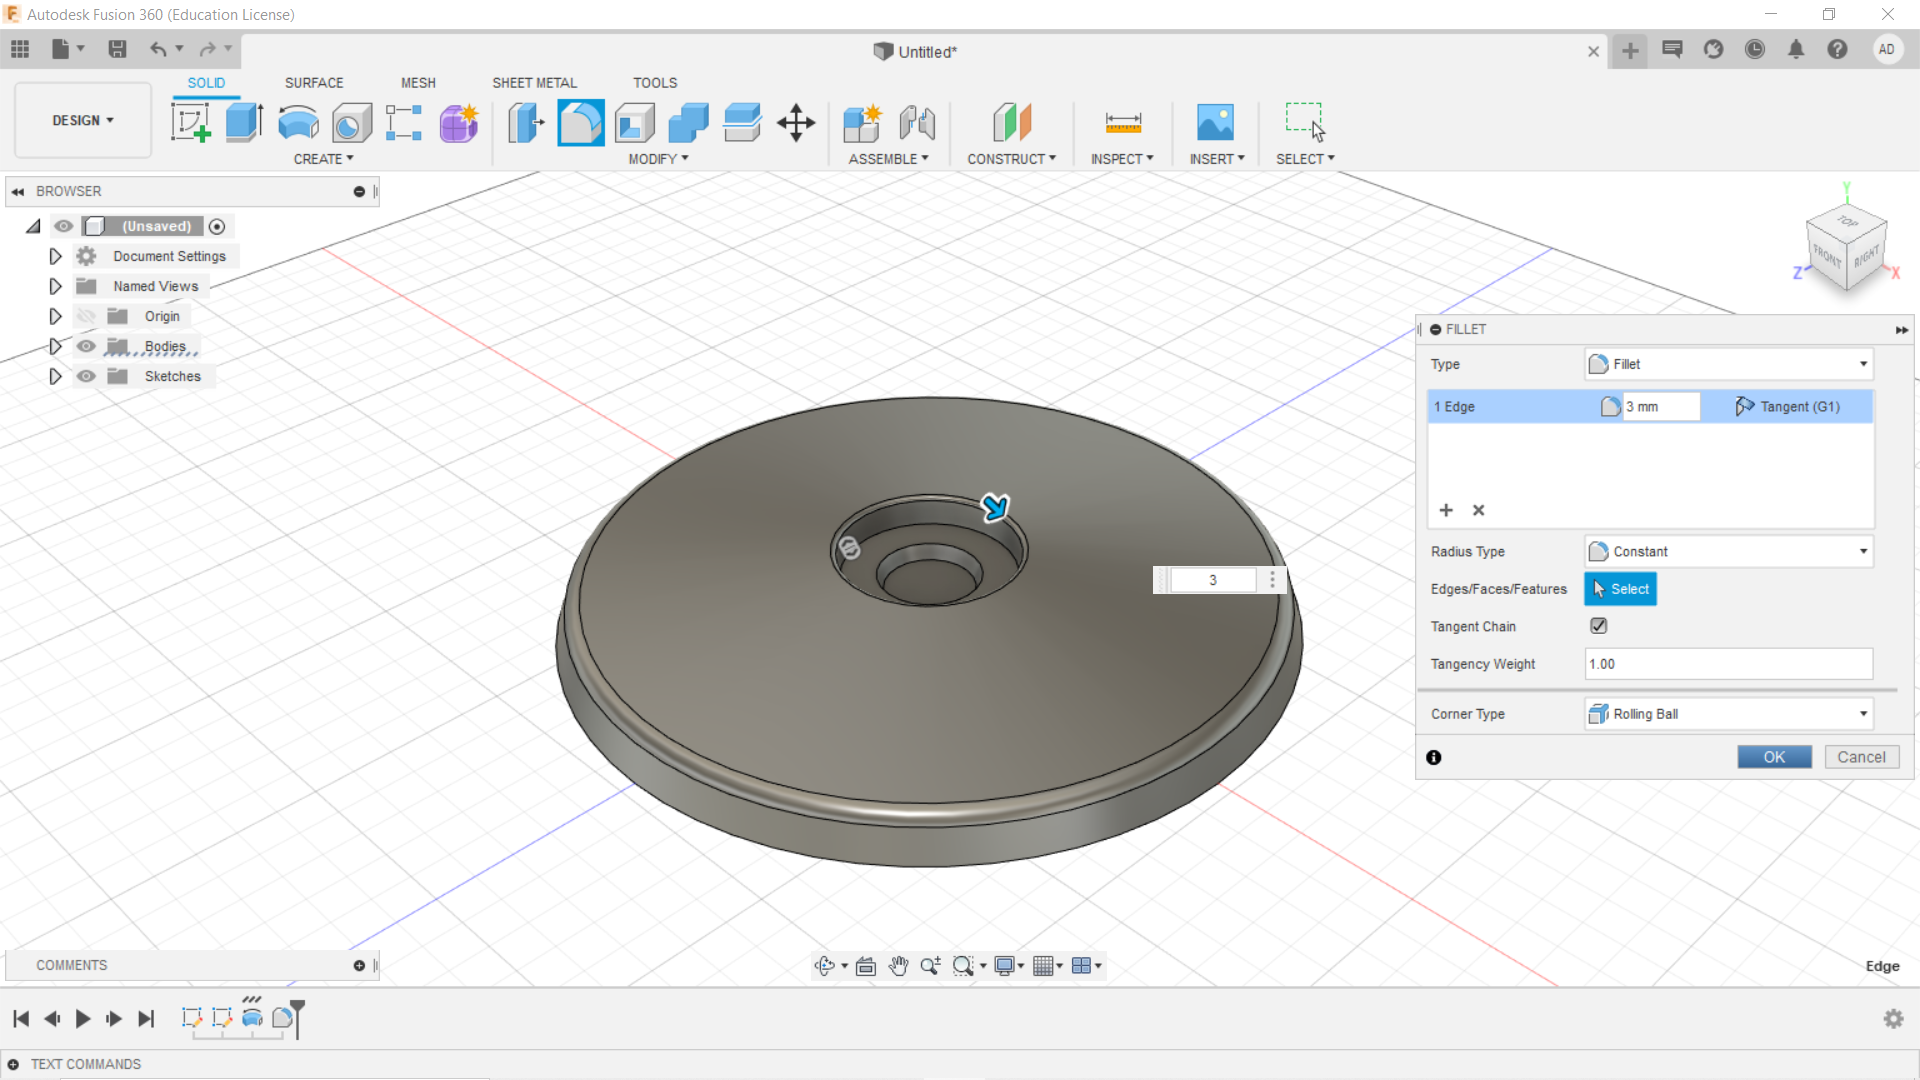 Autodesk Fusion 360 (Education License)
Untitled*
AD
DESIGN
SOLID
SURFACE
MESH
SHEET METAL
TOOLS
CREATE
MODIFY
ASSEMBLE
CONSTRUCT
INSPECT
INSERT
SELECT
BROWSER
(Unsaved)
Document Settings
Named Views
Origin
Bodies
Sketches
Y
TOP
FRONT
RIGHT
Z
X
FILLET
Type
Fillet
1 Edge
3 mm
Tangent (G1)
Radius Type
Constant
Edges/Faces/Features
Select
Tangent Chain
Tangency Weight
1.00
Corner Type
Rolling Ball
OK
Cancel
3
COMMENTS
Edge
TEXT COMMANDS